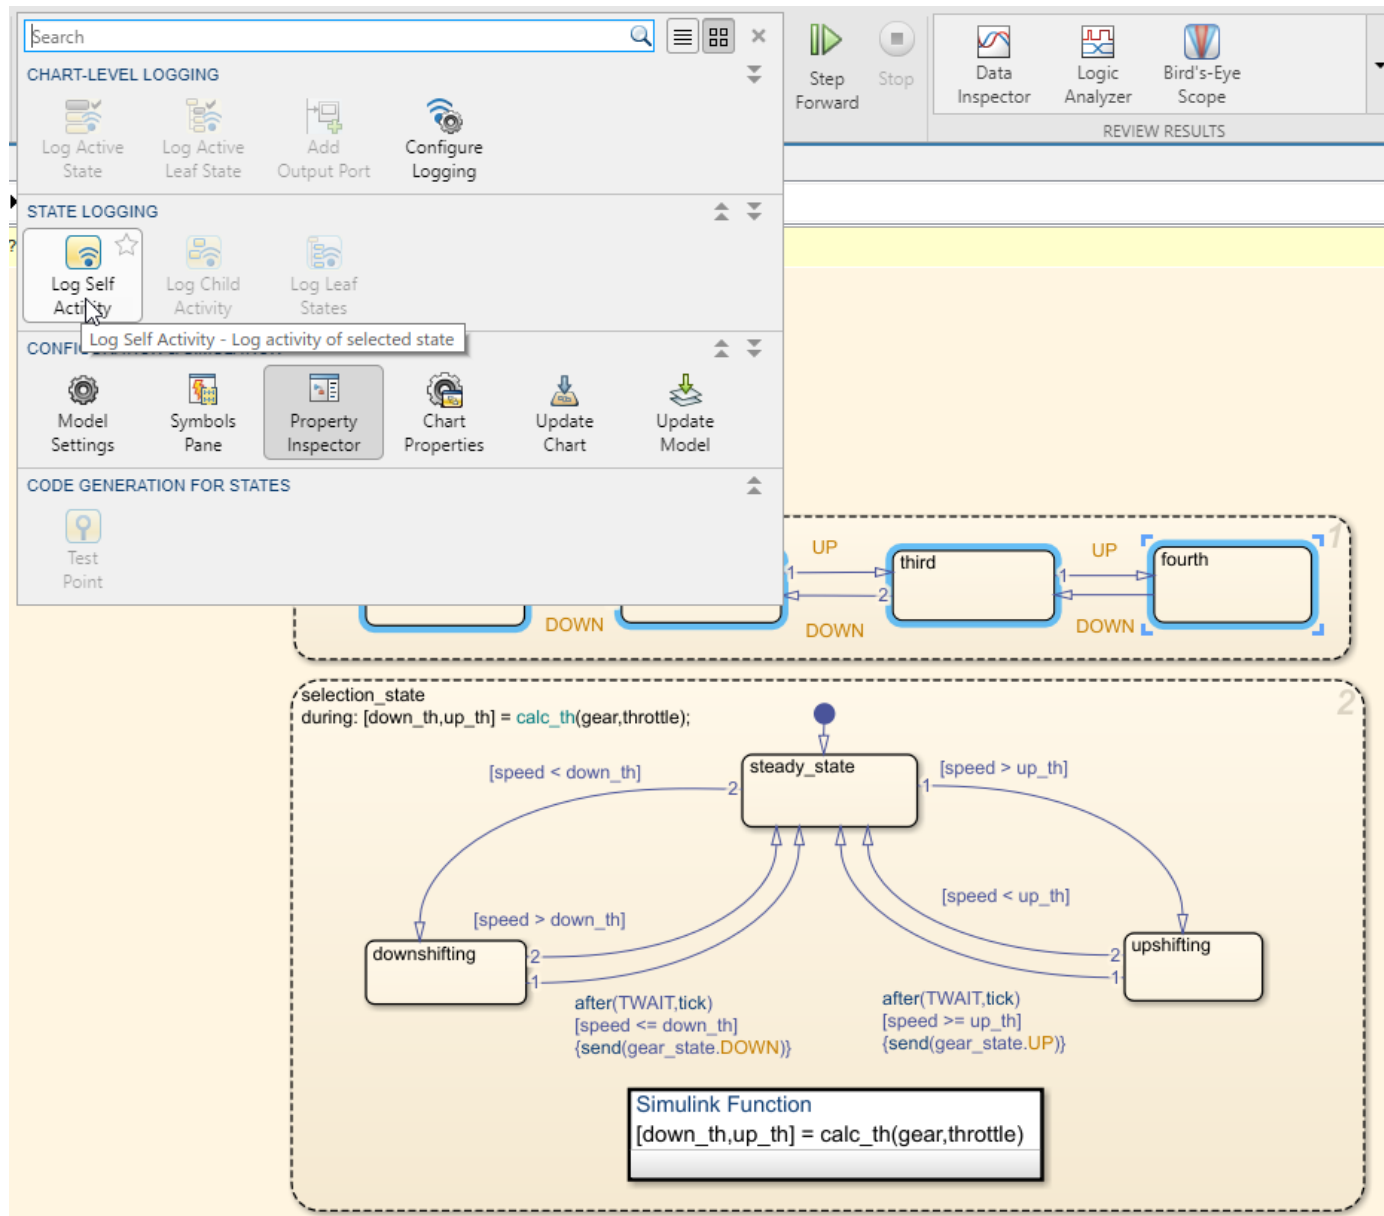 Search
CHART-LEVEL LOGGING
Log Active
State
Log Active
Leaf State
Add
Output Port
Configure
Logging
STATE LOGGING
Log Self
Activity
Log Child
Activity
Log Leaf
States
Log Self Activity - Log activity of selected state
Model
Settings
Symbols
Pane
Property
Inspector
Chart
Properties
Update
Chart
Update
Model
CODE GENERATION FOR STATES
Test
Point
Step
Forward
Stop
Data
Inspector
Logic
Analyzer
Bird's-Eye
Scope
REVIEW RESULTS
?
1
UP
third
UP
fourth
1
2
1
DOWN
DOWN
DOWN
selection_state
during: [down_th,up_th] = calc_th(gear,throttle);
2
[speed < down_th]
steady_state
[speed > up_th]
2
1
[speed < up_th]
[speed > down_th]
downshifting
2
1
upshifting
2
1
after(TWAIT,tick)
[speed <= down_th]
{send(gear_state.DOWN)}
after(TWAIT,tick)
[speed >= up_th]
{send(gear_state.UP)}
Simulink Function
[down_th,up_th] = calc_th(gear,throttle)